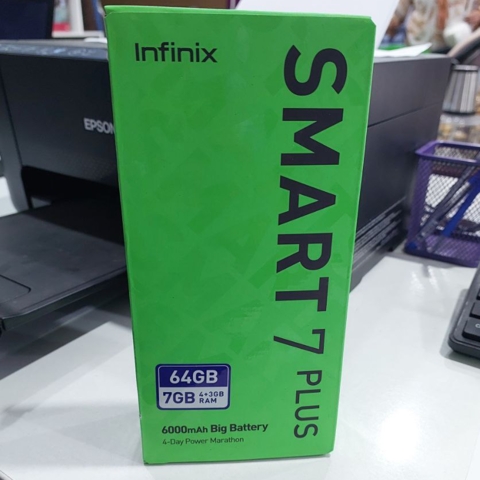 Infinix
SMART 7 PLUS
EPSON
64GB
7GB 4+3GB RAM
6000mAh Big Battery
4-Day Power Marathon